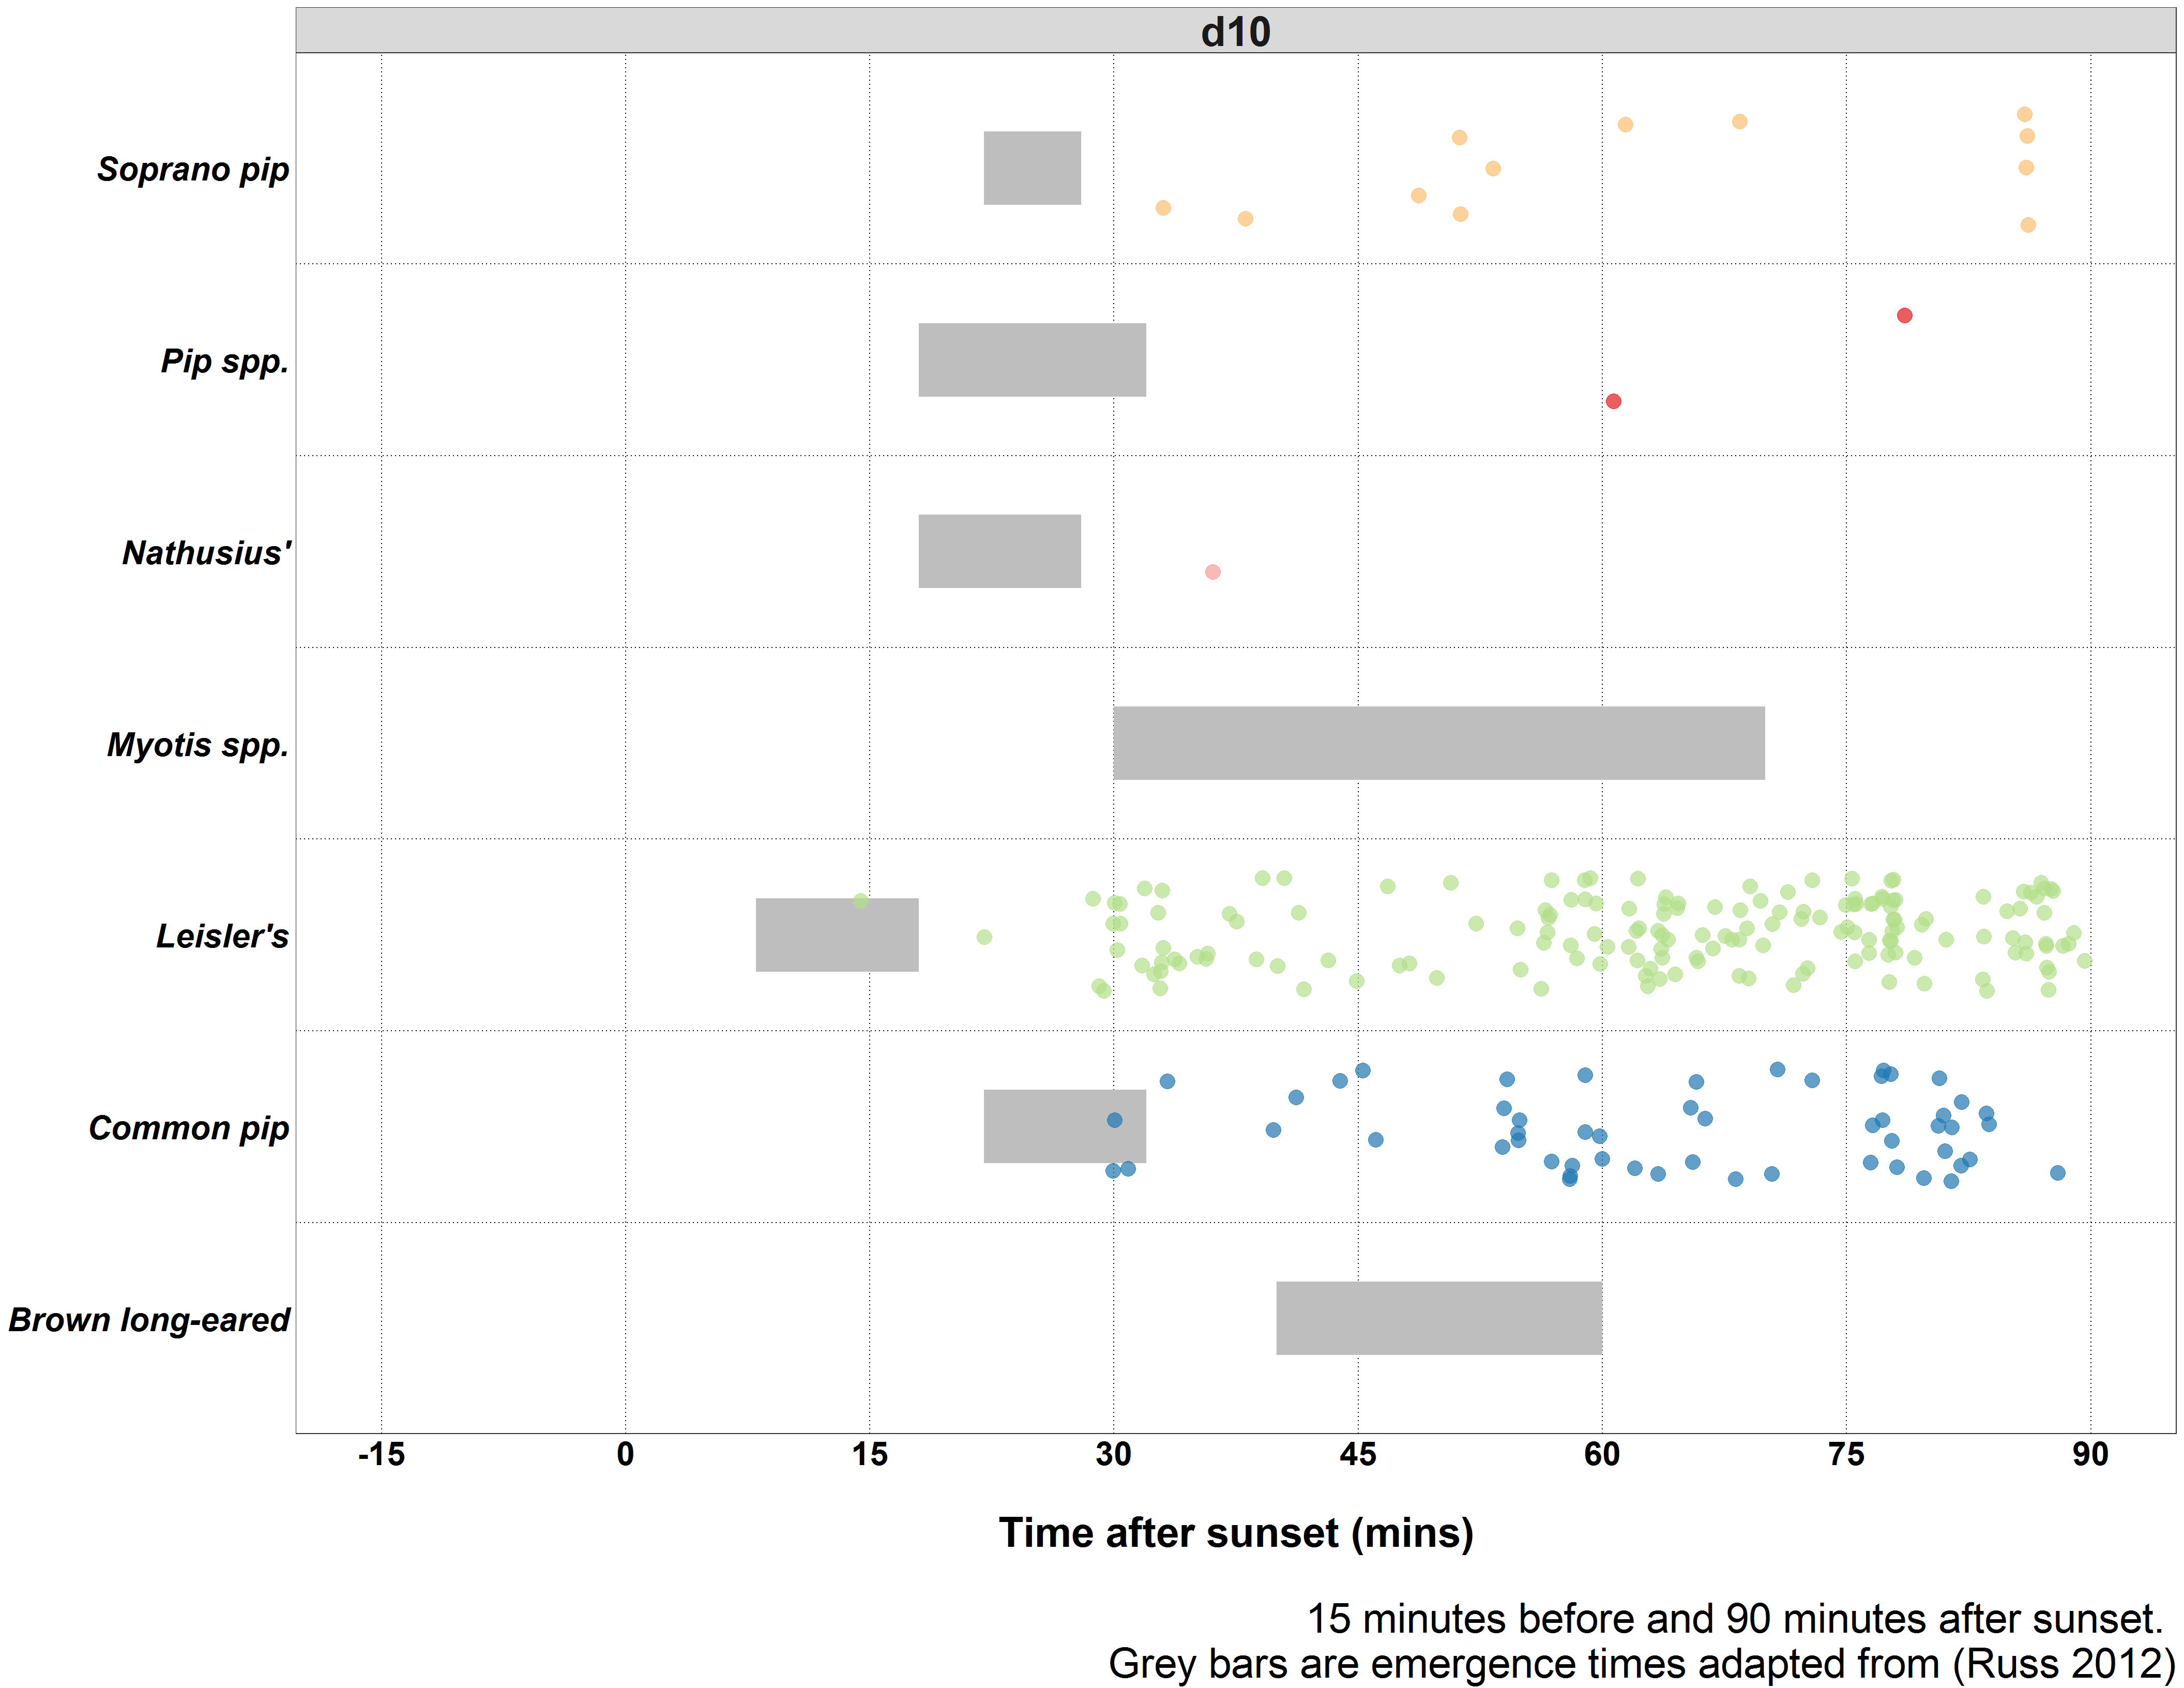 d10
Soprano pip
Pip spp.
Nathusius'
Myotis spp.
Leisler's
Common pip
Brown long-eared
-15 0 15 30 45 60 75 90
Time after sunset (mins)
15 minutes before and 90 minutes after sunset.
Grey bars are emergence times adapted from (Russ 2012)